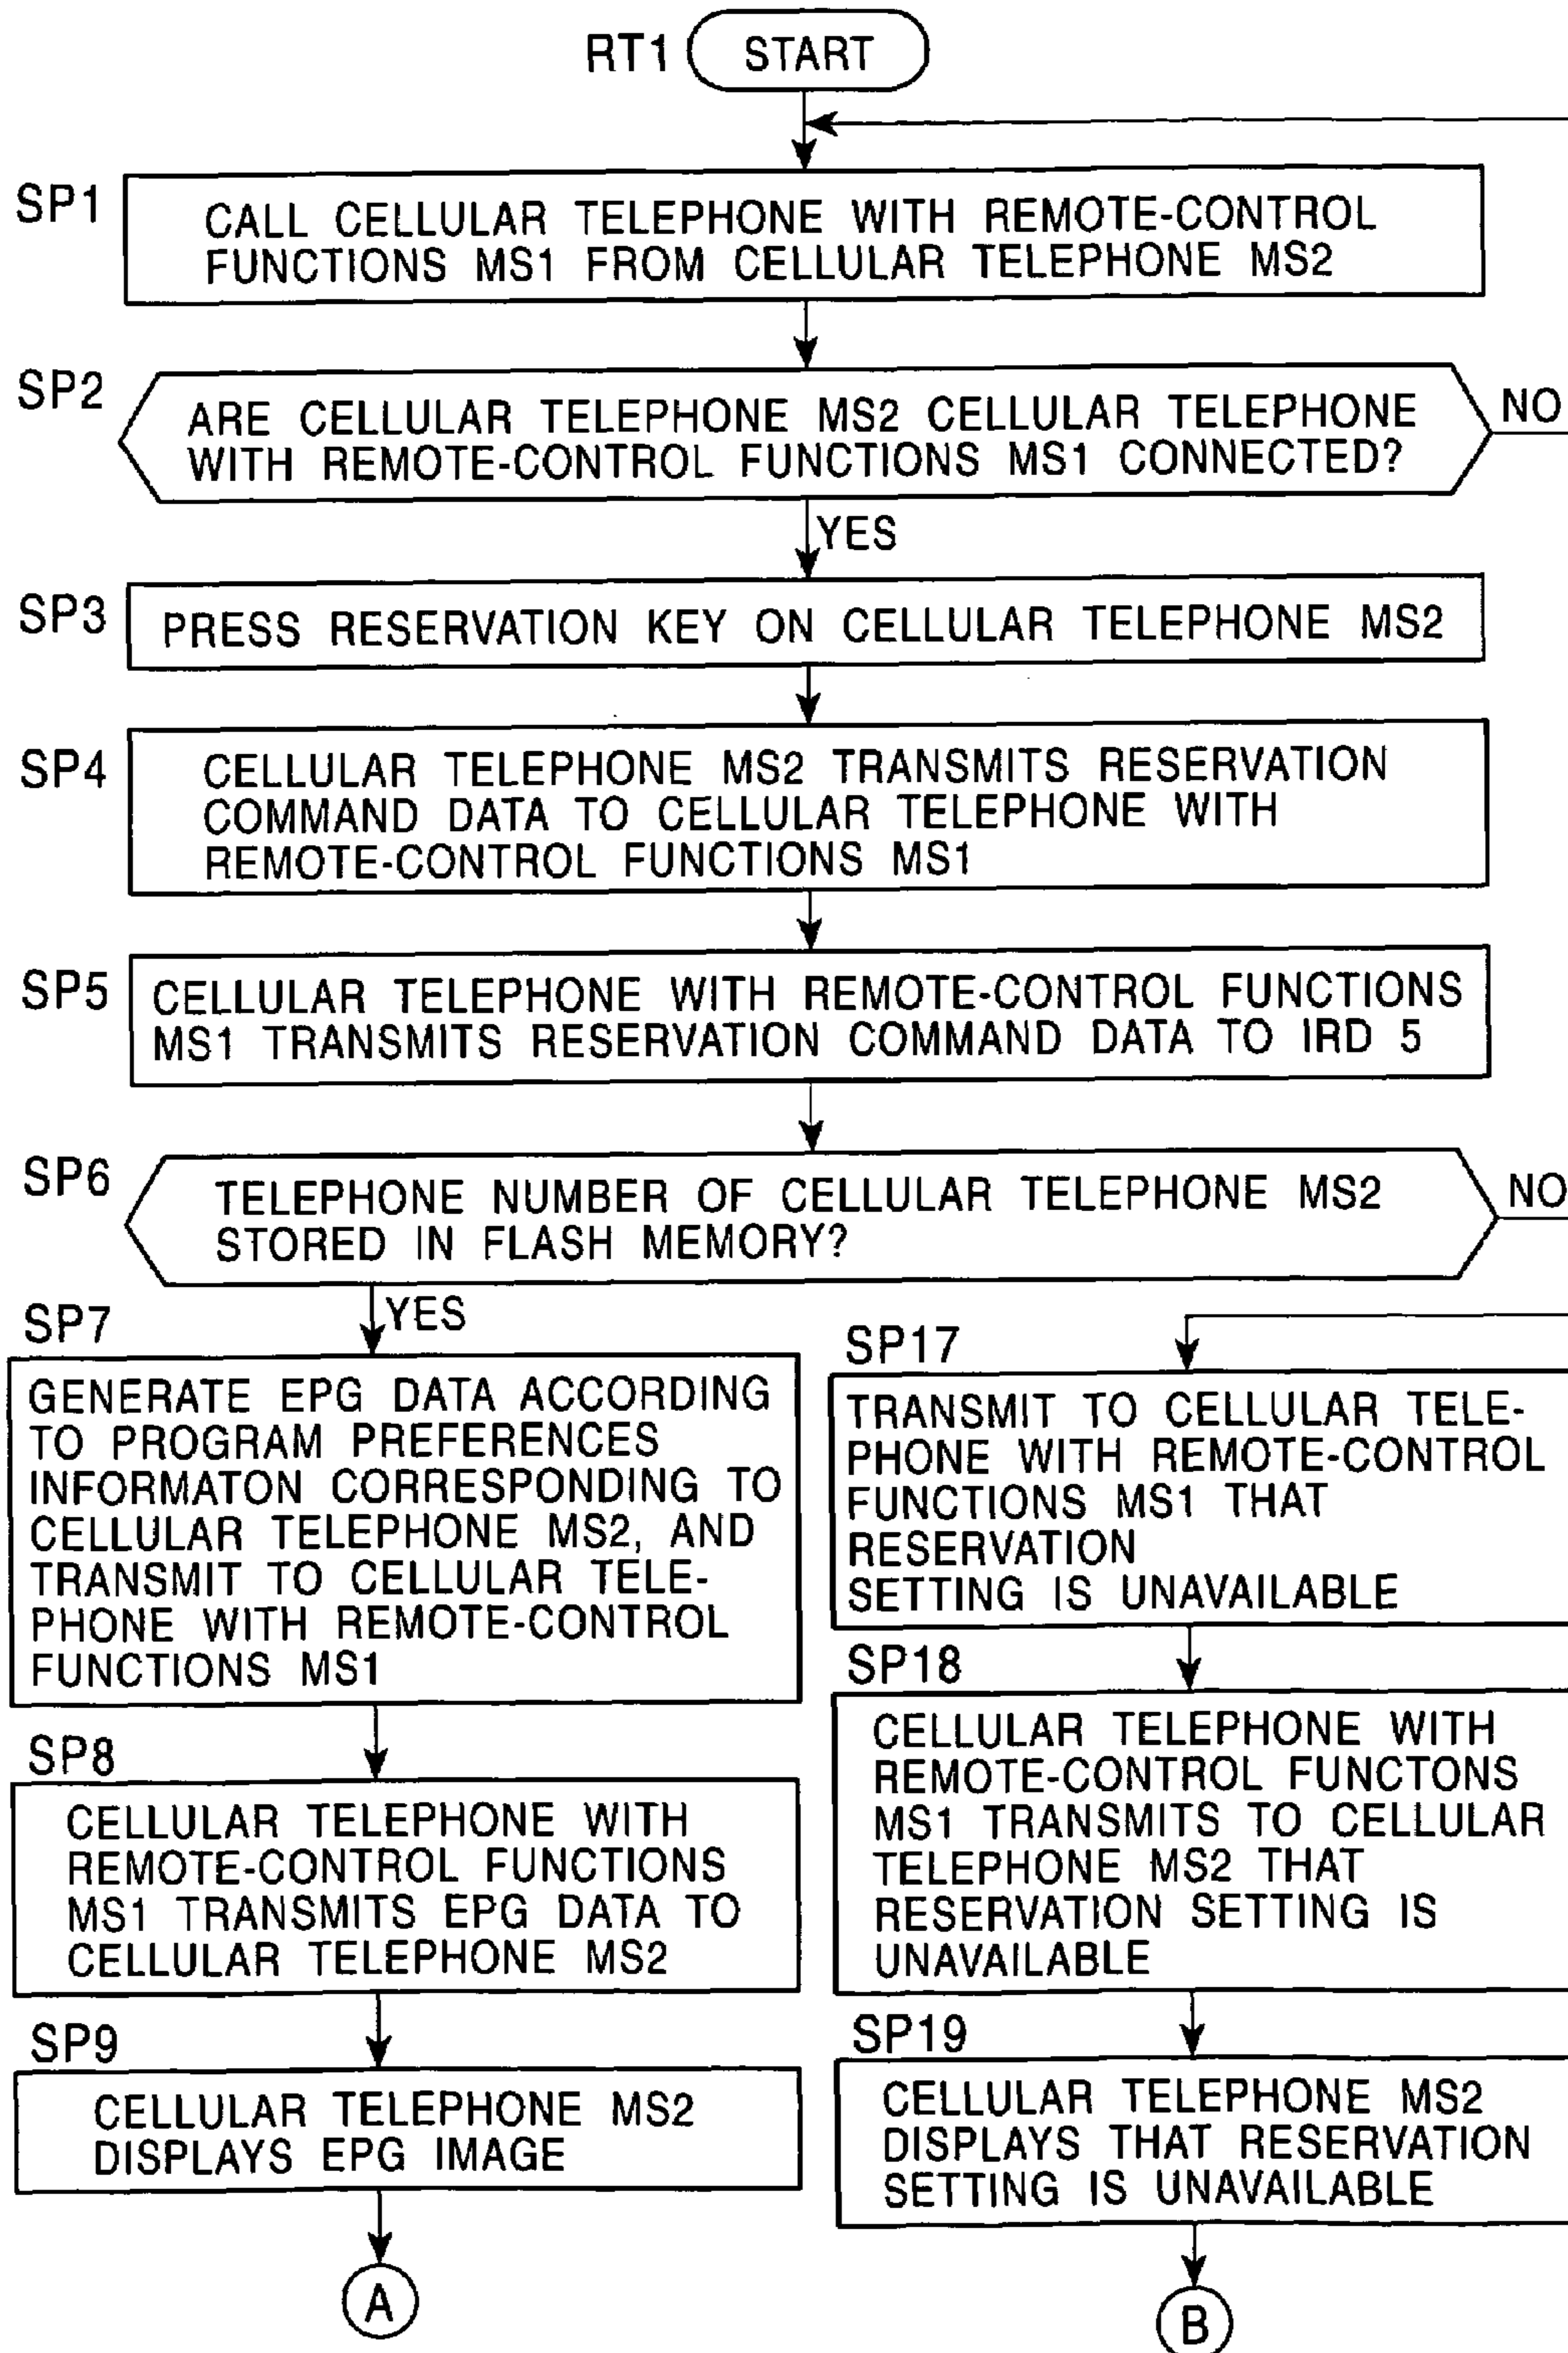 RT1 START
SP1
CALL CELLULAR TELEPHONE WITH REMOTE-CONTROL
FUNCTIONS MS1 FROM CELLULAR TELEPHONE MS2
SP2
ARE CELLULAR TELEPHONE MS2 CELLULAR TELEPHONE
WITH REMOTE-CONTROL FUNCTIONS MS1 CONNECTED?
NO
YES
SP3
PRESS RESERVATION KEY ON CELLULAR TELEPHONE MS2
SP4
CELLULAR TELEPHONE MS2 TRANSMITS RESERVATION
COMMAND DATA TO CELLULAR TELEPHONE WITH
REMOTE-CONTROL FUNCTIONS MS1
SP5
CELLULAR TELEPHONE WITH REMOTE-CONTROL FUNCTIONS
MS1 TRANSMITS RESERVATION COMMAND DATA TO IRD 5
SP6
TELEPHONE NUMBER OF CELLULAR TELEPHONE MS2
STORED IN FLASH MEMORY?
NO
YES
SP7
GENERATE EPG DATA ACCORDING
TO PROGRAM PREFERENCES
INFORMATON CORRESPONDING TO
CELLULAR TELEPHONE MS2, AND
TRANSMIT TO CELLULAR TELE-
PHONE WITH REMOTE-CONTROL
FUNCTIONS MS1
SP8
CELLULAR TELEPHONE WITH
REMOTE-CONTROL FUNCTIONS
MS1 TRANSMITS EPG DATA TO
CELLULAR TELEPHONE MS2
SP9
CELLULAR TELEPHONE MS2
DISPLAYS EPG IMAGE
A
SP17
TRANSMIT TO CELLULAR TELE-
PHONE WITH REMOTE-CONTROL
FUNCTIONS MS1 THAT
RESERVATION
SETTING IS UNAVAILABLE
SP18
CELLULAR TELEPHONE WITH
REMOTE-CONTROL FUNCTONS
MS1 TRANSMITS TO CELLULAR
TELEPHONE MS2 THAT
RESERVATION SETTING IS
UNAVAILABLE
SP19
CELLULAR TELEPHONE MS2
DISPLAYS THAT RESERVATION
SETTING IS UNAVAILABLE
B